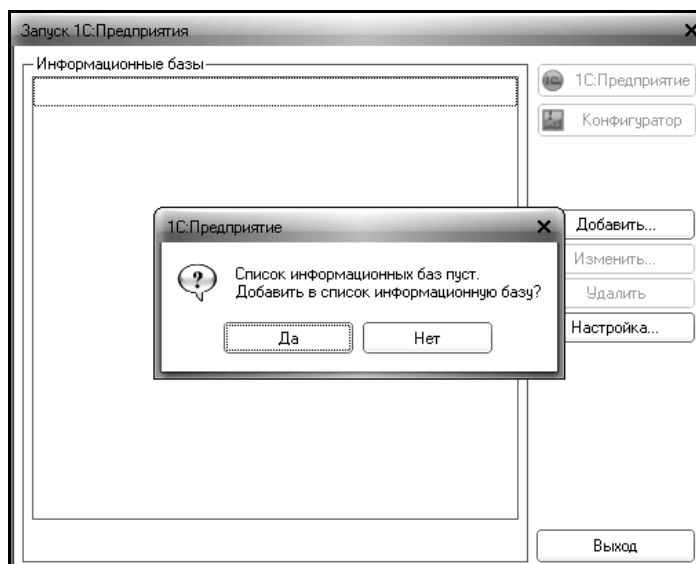 Запуск 1С:Предприятия
Информационные базы
1С:Предприятие
Конфигуратор
1С:Предприятие
Список информационных баз пуст.
Добавить в список информационную базу?
Да
Нет
Добавить...
Изменить...
Удалить
Настройка...
Выход